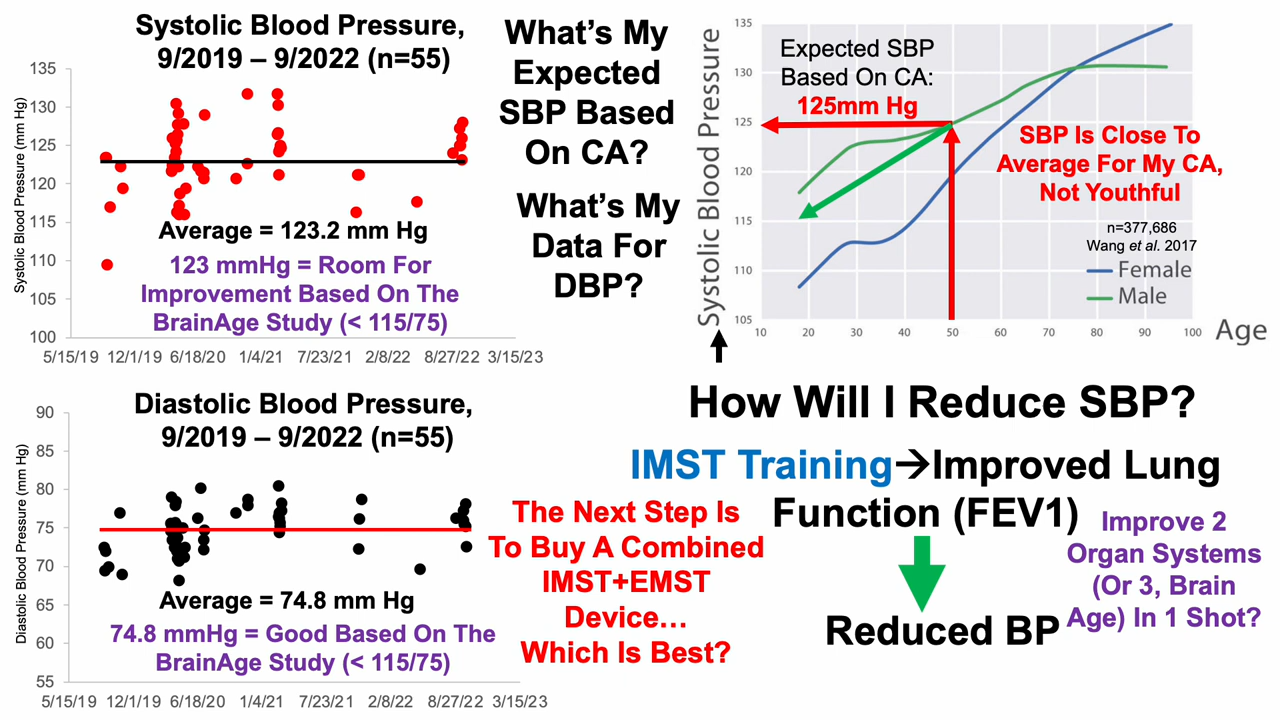 Systolic Blood Pressure,
9/2019 – 9/2022 (n=55)
Systolic Blood Pressure (mm Hg)
135
130
125
120
115
110
105
100
Average = 123.2 mm Hg
123 mmHg = Room For
Improvement Based On The
BrainAge Study (< 115/75)
5/15/19 12/1/19 6/18/20 1/4/21 7/23/21 2/8/22 8/27/22 3/15/23
What's My
Expected
SBP Based
On CA?
What's My
Data For
DBP?
Systolic Blood Pressure
135
130
125
120
115
110
105
Expected SBP
Based On CA:
125mm Hg
SBP Is Close To
Average For My CA,
Not Youthful
n=377,686
Wang et al. 2017
Female
Male
10 20 30 40 50 60 70 80 90 100
Age
Diastolic Blood Pressure,
9/2019 – 9/2022 (n=55)
Diastolic Blood Pressure (mm Hg)
90
85
80
75
70
65
60
55
Average = 74.8 mm Hg
74.8 mmHg = Good Based On The
BrainAge Study (< 115/75)
5/15/19 12/1/19 6/18/20 1/4/21 7/23/21 2/8/22 8/27/22 3/15/23
How Will I Reduce SBP?
IMST Training→Improved Lung
Function (FEV1)
Reduced BP
The Next Step Is
To Buy A Combined
IMST+EMST
Device…
Which Is Best?
Improve 2
Organ Systems
(Or 3, Brain
Age) In 1 Shot?